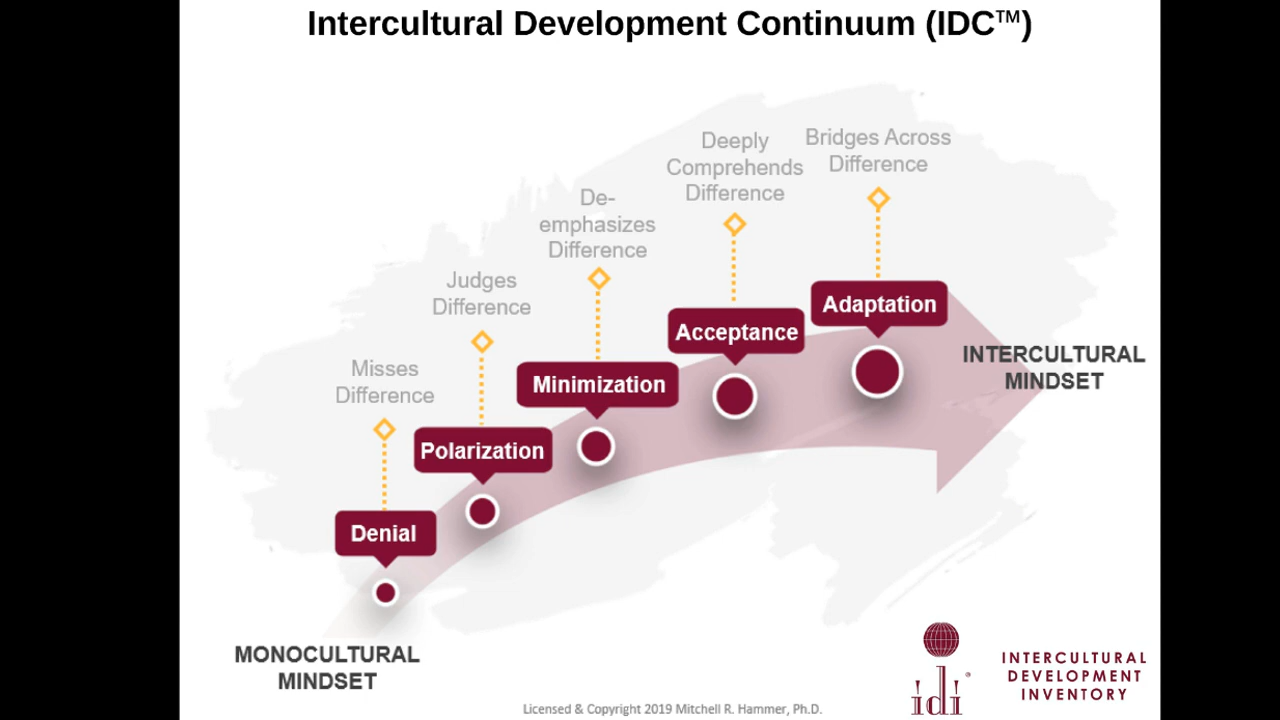 Intercultural Development Continuum (IDC™)
Misses
Difference
Judges
Difference
De-
emphasizes
Difference
Deeply
Comprehends
Difference
Bridges Across
Difference
Denial
Polarization
Minimization
Acceptance
Adaptation
MONOCULTURAL
MINDSET
INTERCULTURAL
MINDSET
idi®
INTERCULTURAL
DEVELOPMENT
INVENTORY
Licensed & Copyright 2019 Mitchell R. Hammer, Ph.D.